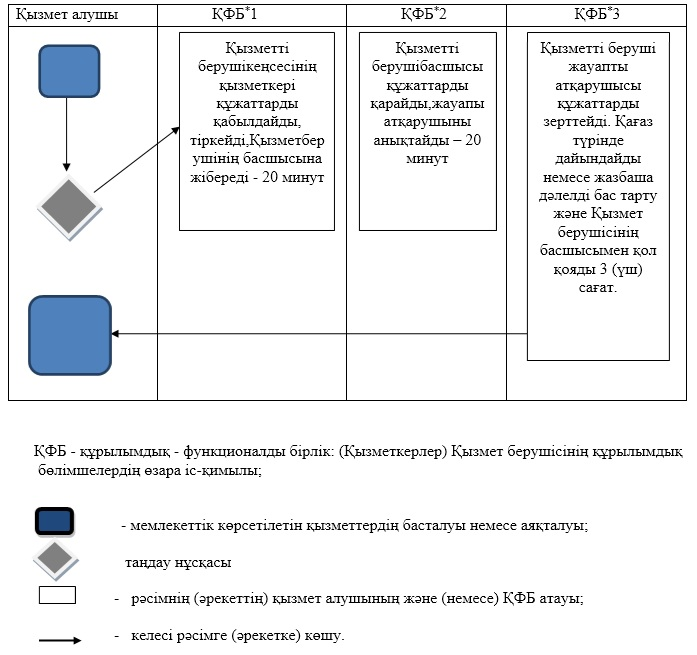 Қызмет алушы
ҚФБ*1
ҚФБ*2
ҚФБ*3
Қызметті
берушікеңсесінің
қызметкері
құжаттарды
қабылдайды,
тіркейді,Қызметбер
ушінің басшысына
жібереді - 20 минут
Қызметті
берушібасшысы
құжаттарды
қарайды,жауапы
атқарушыны
анықтайды – 20
минут
Қызметті беруші
жауапты
атқарушысы
құжаттарды
зерттейді. Қағаз
түрінде
дайындайды
немесе жазбаша
дәлелді бас тарту
және Қызмет
берушісінің
басшысымен қол
қояды 3 (үш)
сағат.
ҚФБ - құрылымдық - функционалды бірлік: (Қызметкерлер) Қызмет берушісінің құрылымдық
бөлімшелердің өзара іс-қимылы;
- мемлекеттік көрсетілетін қызметтердің басталуы немесе аяқталуы;
таңдау нұсқасы
- рәсімнің (әрекеттің) қызмет алушының және (немесе) ҚФБ атауы;
- келесі рәсімге (әрекетке) көшу.